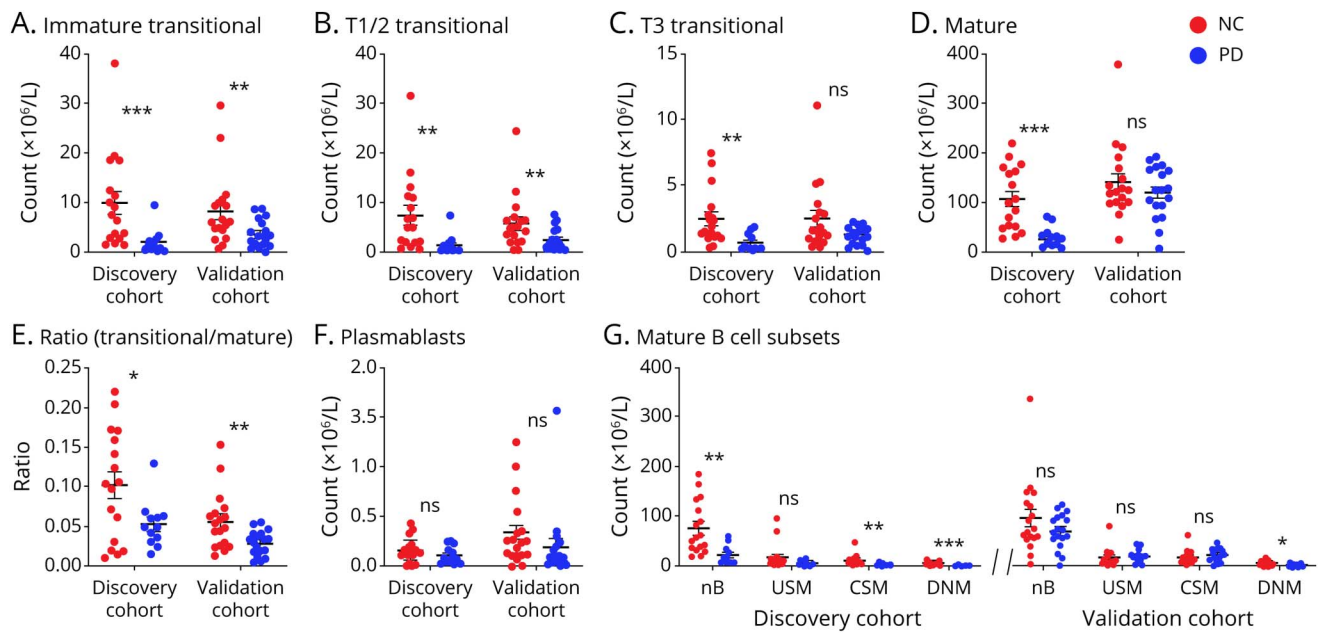 A. Immature transitional
Count (×10⁶/L)
40
30
20
10
0
***
**
Discovery cohort
Validation cohort
B. T1/2 transitional
Count (×10⁶/L)
40
30
20
10
0
**
**
Discovery cohort
Validation cohort
C. T3 transitional
Count (×10⁶/L)
15
10
5
0
**
ns
Discovery cohort
Validation cohort
D. Mature
Count (×10⁶/L)
400
300
200
100
0
***
ns
Discovery cohort
Validation cohort
NC
PD
E. Ratio (transitional/mature)
Ratio
0.25
0.20
0.15
0.10
0.05
0.00
*
**
Discovery cohort
Validation cohort
F. Plasmablasts
Count (×10⁶/L)
2.0
3.5
1.0
0.5
0.0
ns
ns
Discovery cohort
Validation cohort
G. Mature B cell subsets
Count (×10⁶/L)
400
300
200
100
0
**
ns
**
***
ns
ns
ns
*
nB USM CSM DNM
nB USM CSM DNM
Discovery cohort
Validation cohort